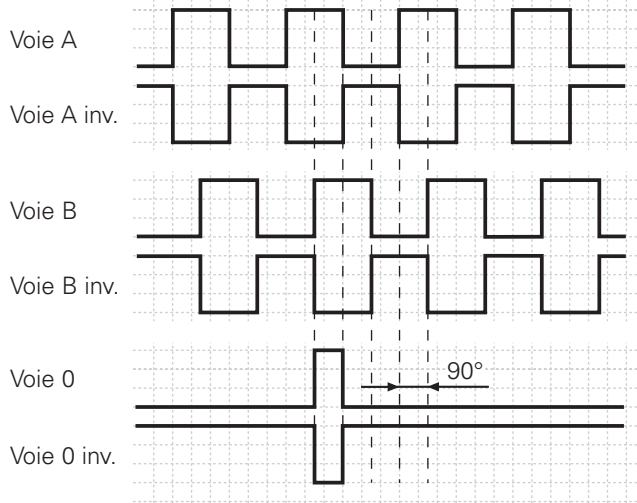 Voie A
Voie A inv.
Voie B
Voie B inv.
Voie 0
90°
Voie 0 inv.